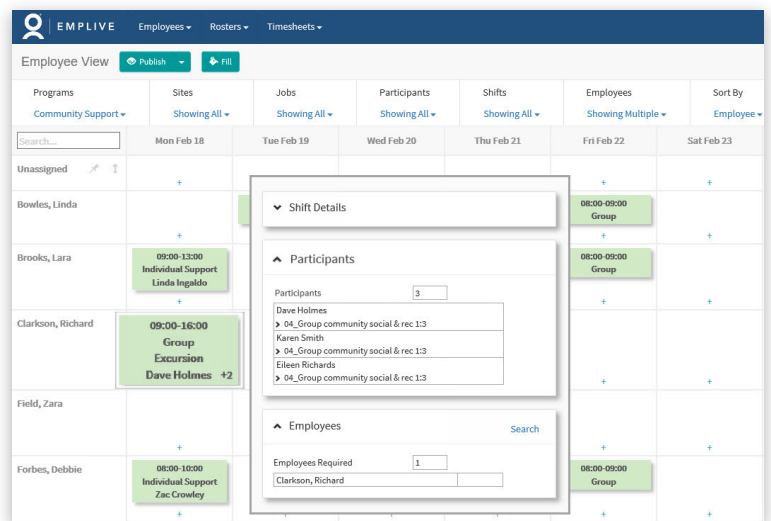 EMPLIVE Employees Rosters Timesheets
Employee View Publish Fill
Programs Sites Jobs Participants Shifts Employees Sort By
Community Support Showing All Showing All Showing All Showing All Showing Multiple Employee
Search... Mon Feb 18 Tue Feb 19 Wed Feb 20 Thu Feb 21 Fri Feb 22 Sat Feb 23
Unassigned
+ + +
Shift Details
Bowles, Linda 08:00-09:00
Group
+ + +
Participants
Brooks, Lara 09:00-13:00 08:00-09:00
Individual Support Group
Linda Ingaldo
+ + +
Participants 3
Dave Holmes
04_Group community social & rec 1:3
Karen Smith
04_Group community social & rec 1:3
Eileen Richards
04_Group community social & rec 1:3
Clarkson, Richard 09:00-16:00
Group
Excursion
Dave Holmes +2
+ +
Field, Zara
+ + +
Employees Search
Employees Required 1
Clarkson, Richard
Forbes, Debbie 08:00-10:00 08:00-09:00
Individual Support Group
Zac Crowley
+ + +